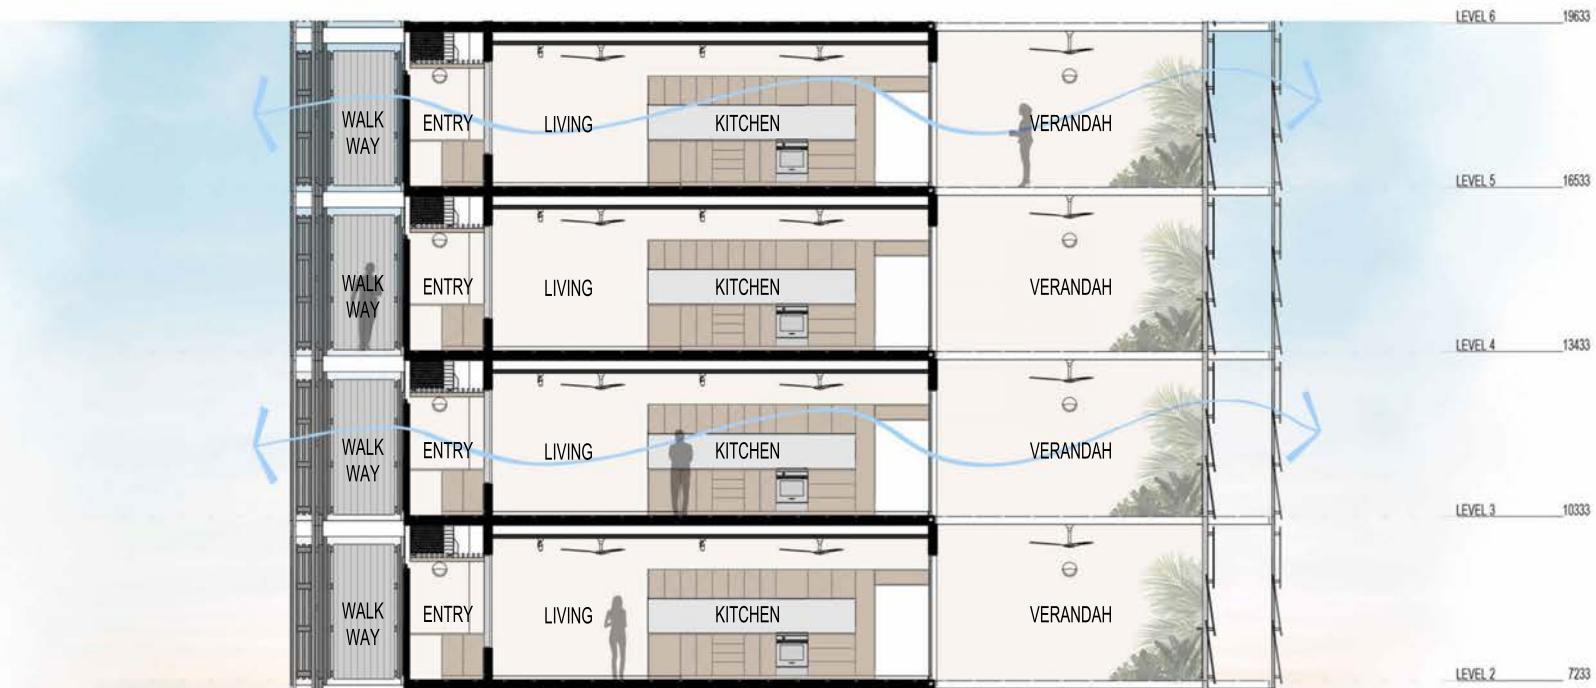 LEVEL 6 19633
WALK
WAY
ENTRY
LIVING
KITCHEN
VERANDAH
LEVEL 5 16533
WALK
WAY
ENTRY
LIVING
KITCHEN
VERANDAH
LEVEL 4 13433
WALK
WAY
ENTRY
LIVING
KITCHEN
VERANDAH
LEVEL 3 10333
WALK
WAY
ENTRY
LIVING
KITCHEN
VERANDAH
LEVEL 2 7233